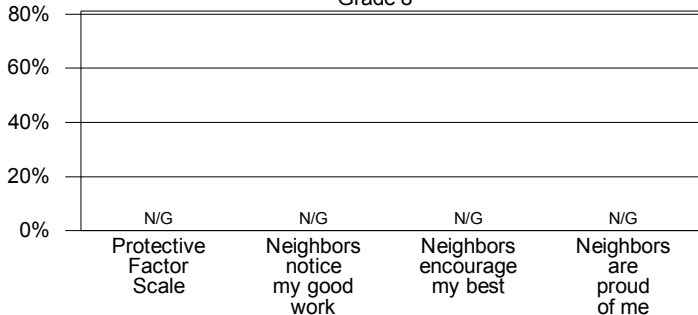 Grade
80%
60%
40%
20%
0%
N/G N/G N/G N/G
Protective
Factor
Scale
Neighbors
notice
my good
work
Neighbors
encourage
my best
Neighbors
are
proud
of me